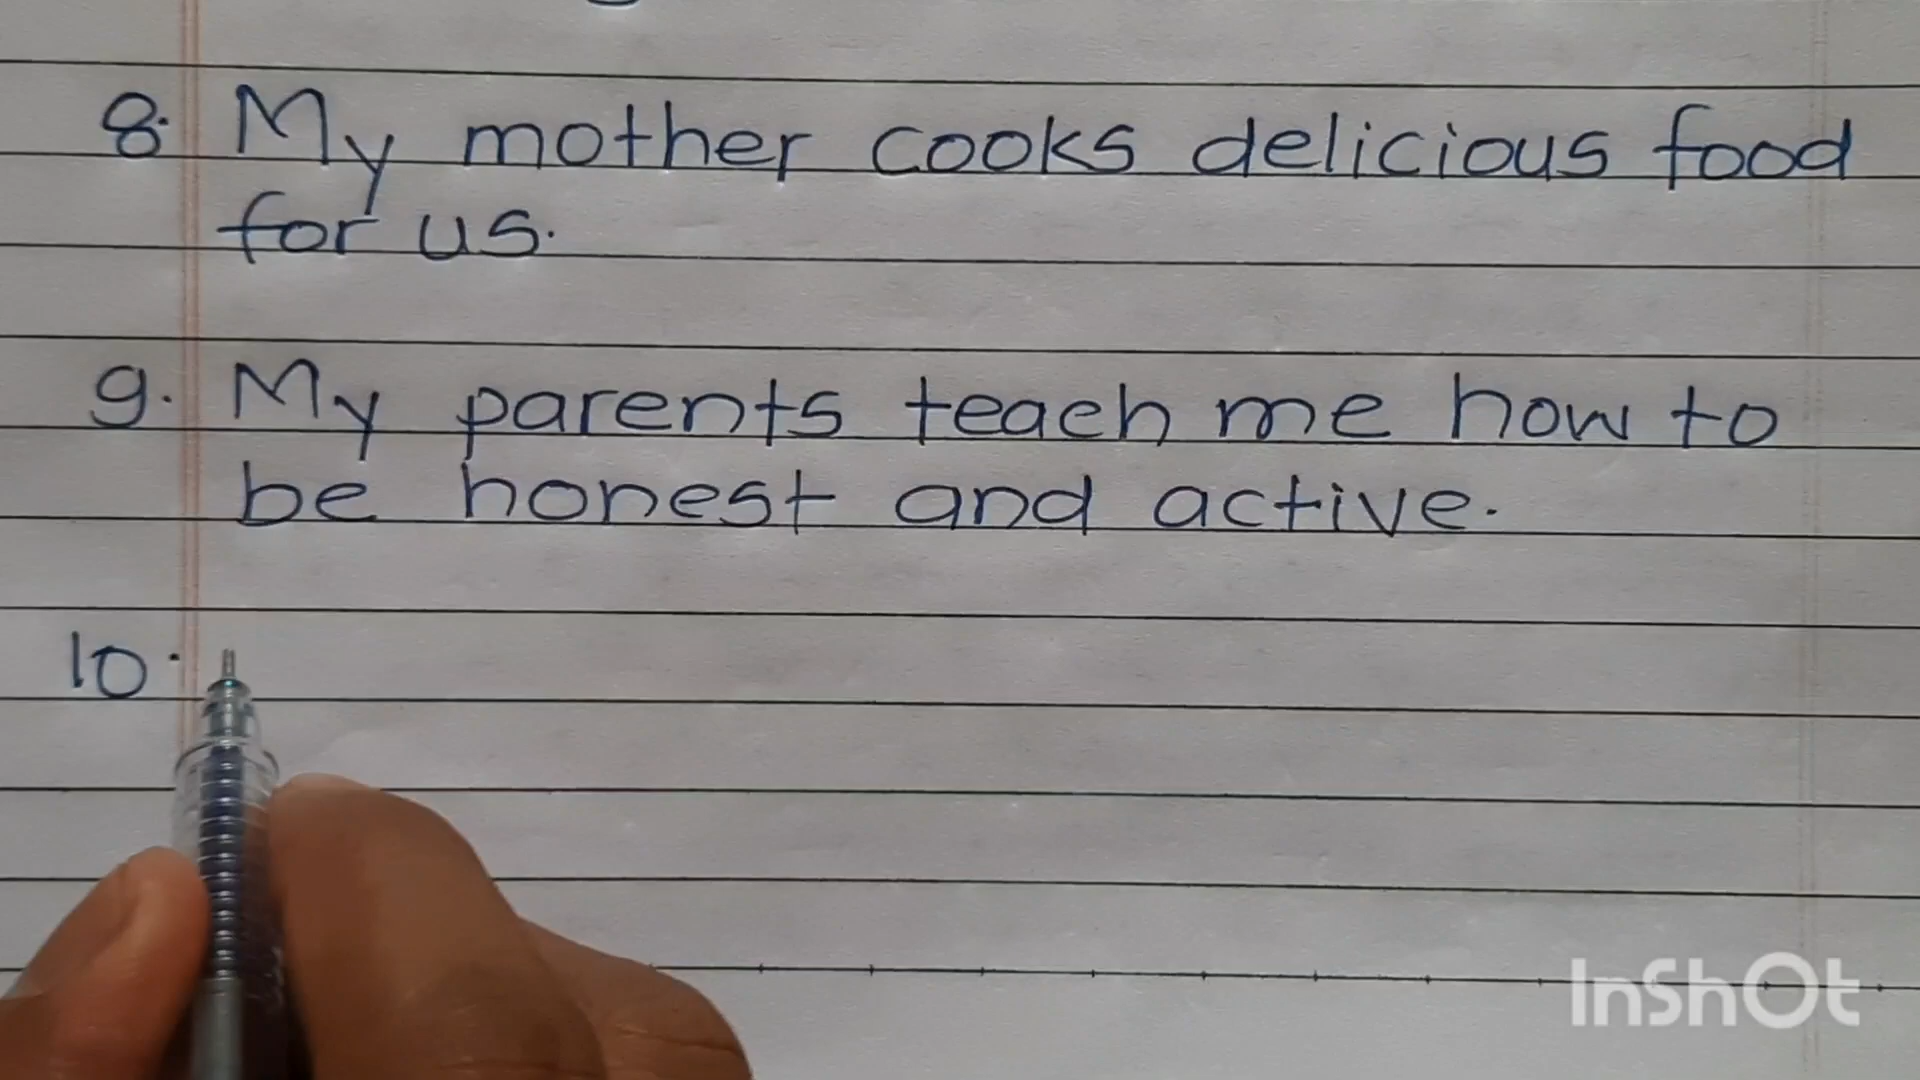 8. My mother cooks delicious food
for us.
9. My parents teach me how to
be honest and active.
10.
InShOt